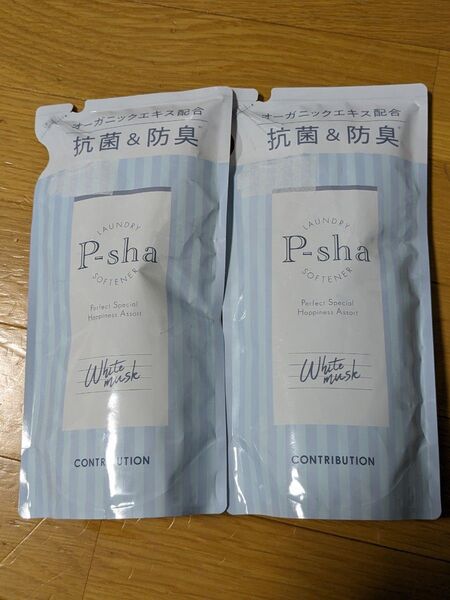 オーガニックエキス配合
抗菌&防臭
LAUNDRY
P-sha
SOFTENER
Perfect Special
Happiness Assort
White
musk
CONTRIBUTION
オーガニックエキス配合
抗菌&防臭
LAUNDRY
P-sha
SOFTENER
Perfect Special
Happiness Assort
White
musk
CONTRIBUTION